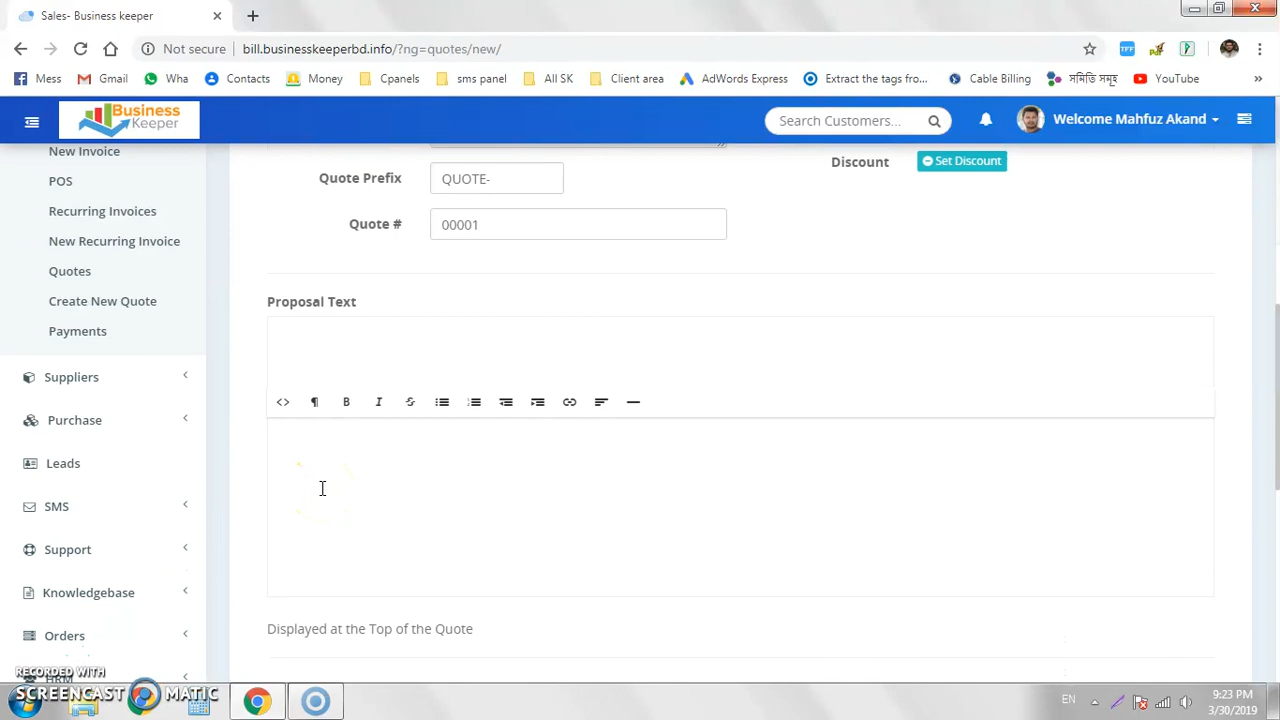 Sales- Business keeper
Not secure bill.businesskeeperbd.info/?ng=quotes/new/
Mess Gmail Wha Contacts Money Cpanels sms panel All SK Client area AdWords Express Extract the tags fro... Cable Billing সমিতি সমূহ YouTube »
Business Keeper
Search Customers...
Welcome Mahfuz Akand
New Invoice
POS
Recurring Invoices
New Recurring Invoice
Quotes
Create New Quote
Payments
Suppliers
Purchase
Leads
SMS
Support
Knowledgebase
Orders
HRM
Discount Set Discount
Quote Prefix QUOTE-
Quote # 00001
Proposal Text
Displayed at the Top of the Quote
RECORDED WITH
SCREENCAST MATIC
EN
9:23 PM
3/30/2019